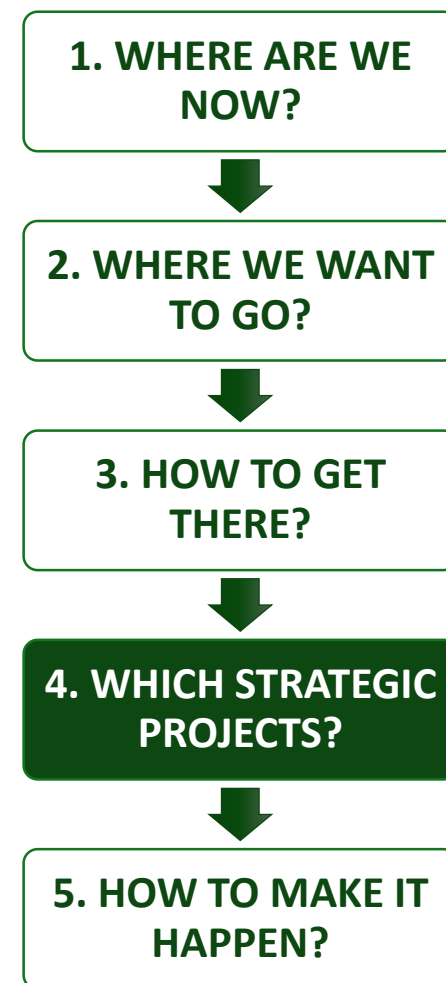 1. WHERE ARE WE
NOW?
2. WHERE WE WANT
TO GO?
3. HOW TO GET
THERE?
4. WHICH STRATEGIC
PROJECTS?
5. HOW TO MAKE IT
HAPPEN?